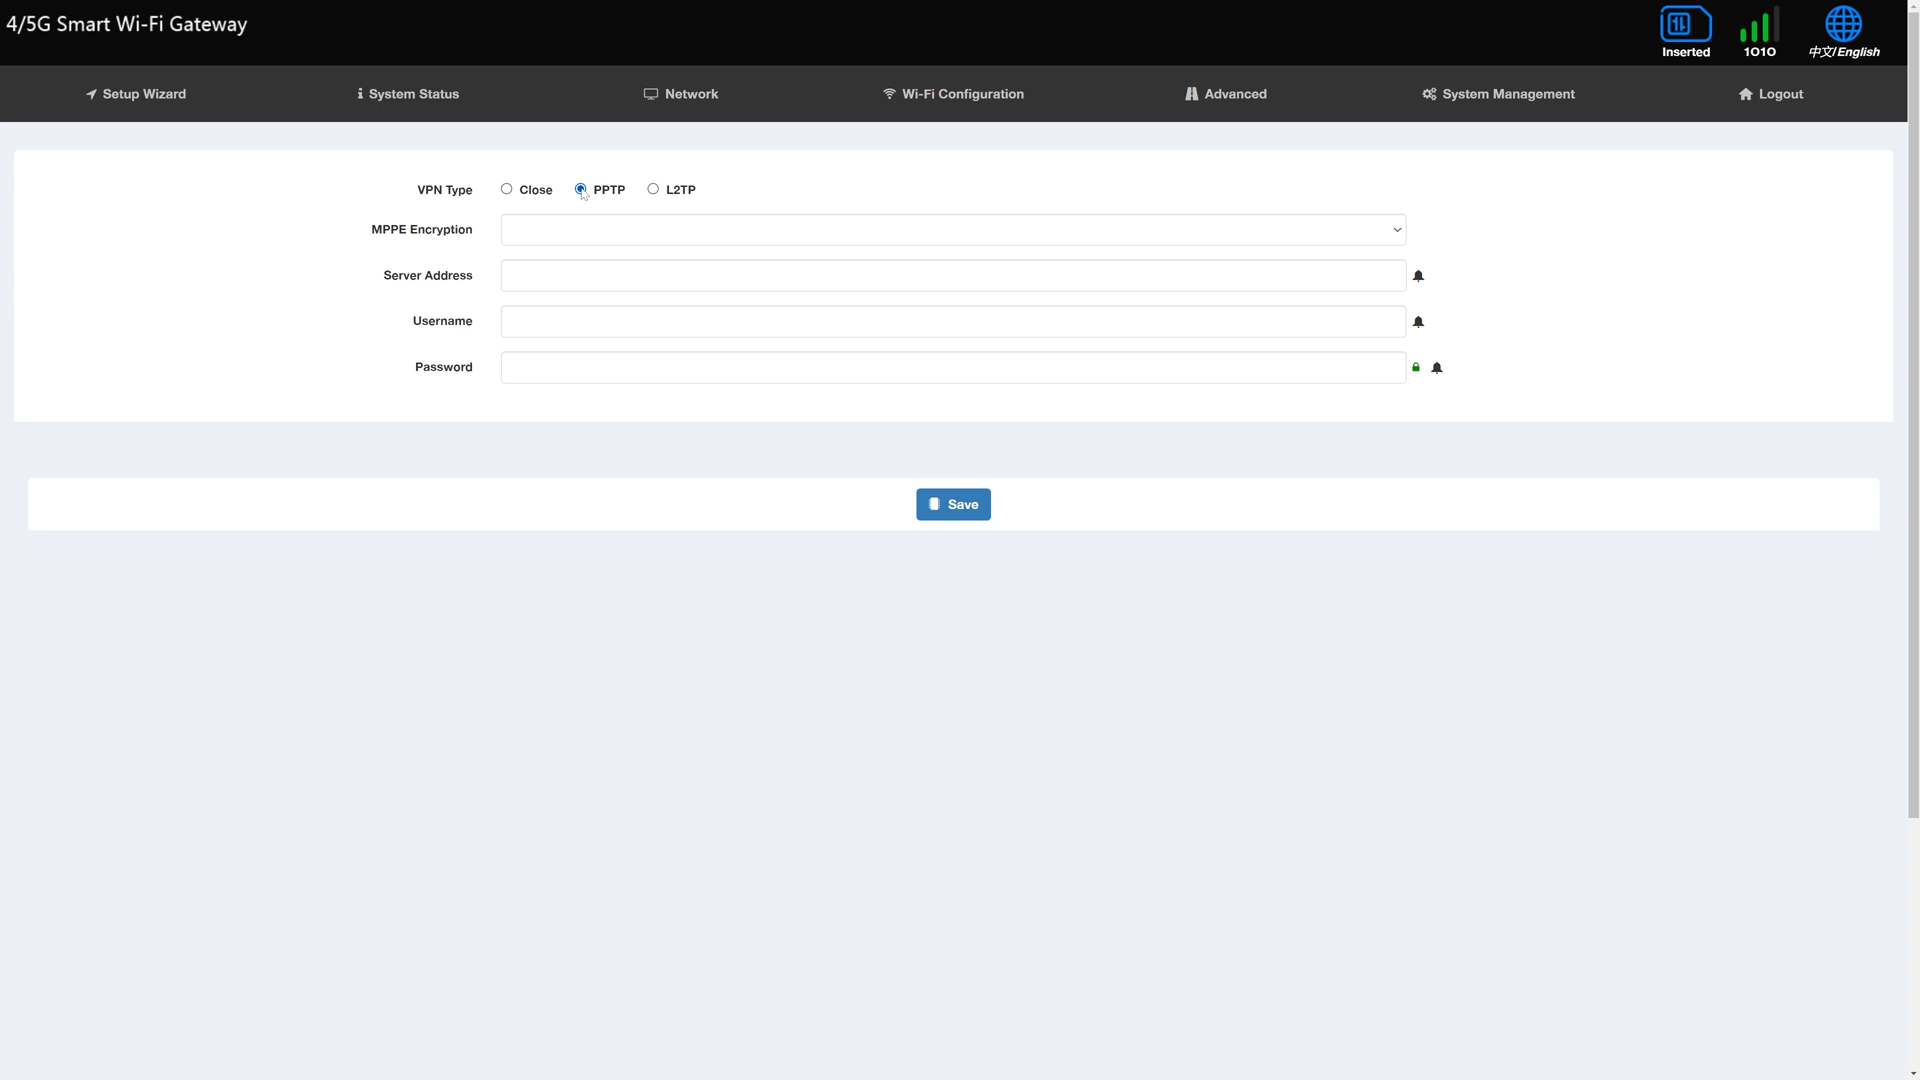 4/5G Smart Wi-Fi Gateway
Inserted
1O1O
中文/English
Setup Wizard
System Status
Network
Wi-Fi Configuration
Advanced
System Management
Logout
VPN Type
Close
PPTP
L2TP
MPPE Encryption
Server Address
Username
Password
Save